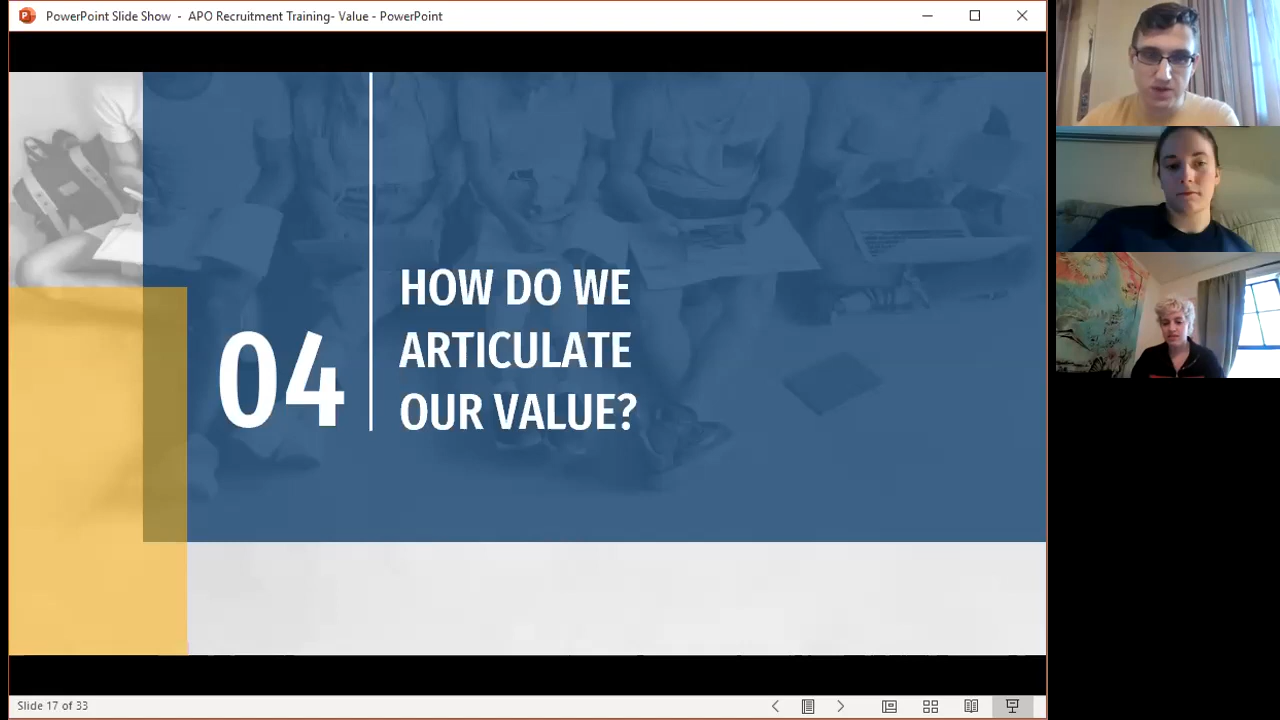 PowerPoint Slide Show - APO Recruitment Training- Value - PowerPoint
04
HOW DO WE
ARTICULATE
OUR VALUE?
Slide 17 of 33